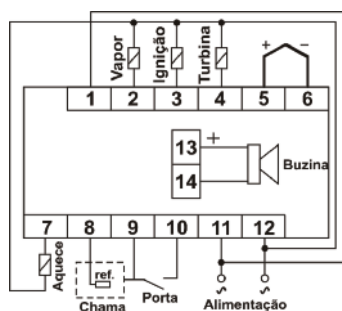 Vapor
Ignição
Turbina
+ −
1 2 3 4 5 6
13 +
14
Buzina
7 8 9 10 11 12
Aquece
ref.
Chama
Porta
Alimentação